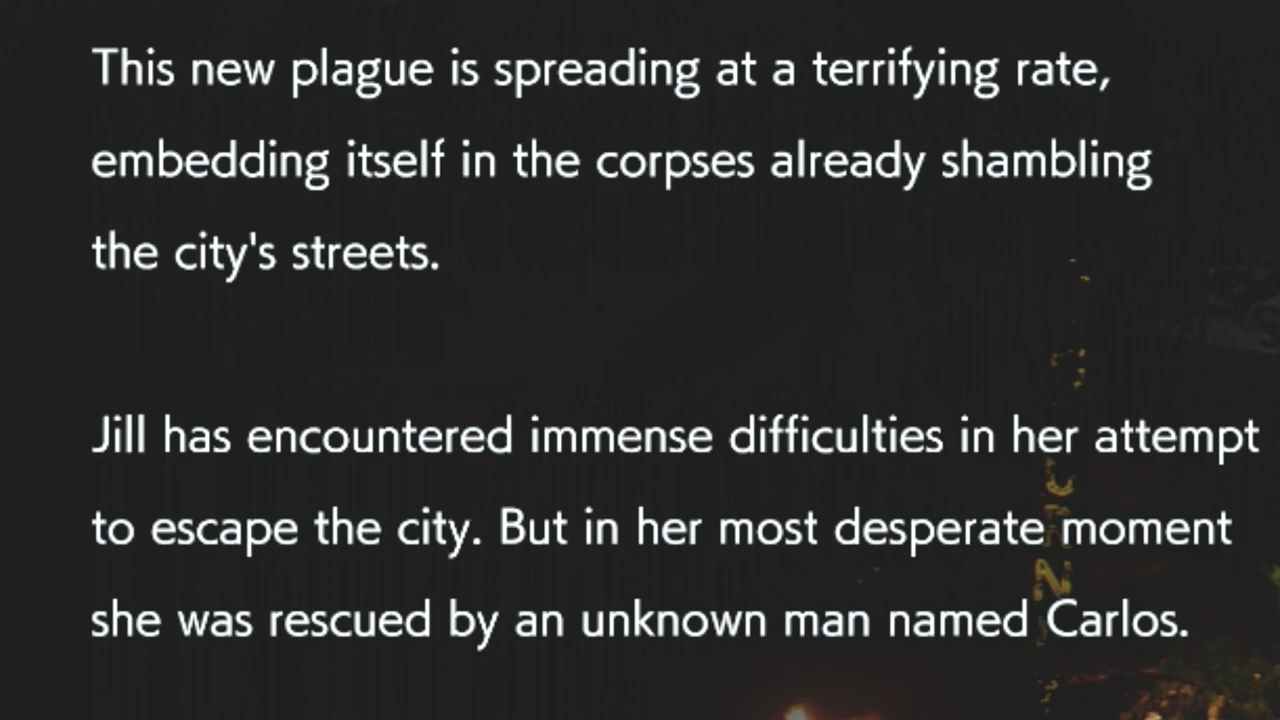 This new plague is spreading at a terrifying rate,
embedding itself in the corpses already shambling
the city's streets.
Jill has encountered immense difficulties in her attempt
to escape the city. But in her most desperate moment
she was rescued by an unknown man named Carlos.